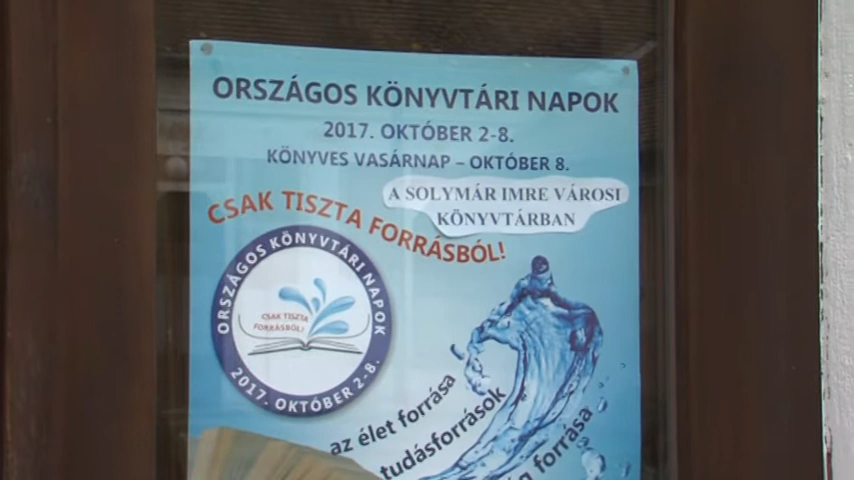 ORSZÁGOS KÖNYVTÁRI NAPOK
2017. OKTÓBER 2-8.
KÖNYVES VASÁRNAP – OKTÓBER 8.
A SOLYMÁR IMRE VÁROSI
KÖNYVTÁRBAN
CSAK TISZTA FORRÁSBÓL!
ORSZÁGOS KÖNYVTÁRI NAPOK
CSAK TISZTA
FORRÁSBÓL!
2017. OKTÓBER 2-8.
az élet forrása
tudásforrások
forrása